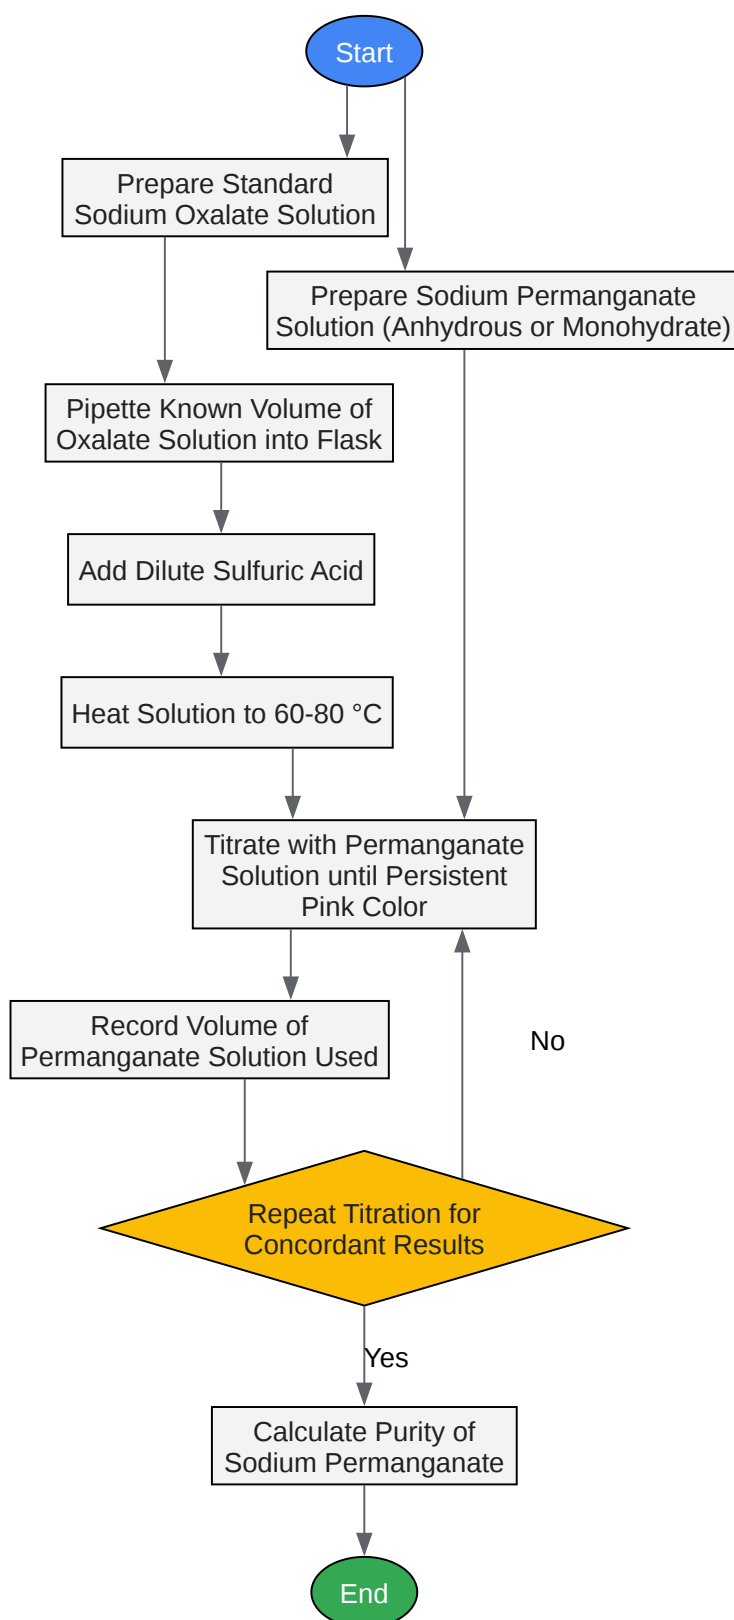 Start
Prepare Standard
Sodium Oxalate Solution
Prepare Sodium Permanganate
Solution (Anhydrous or Monohydrate)
Pipette Known Volume of
Oxalate Solution into Flask
Add Dilute Sulfuric Acid
Heat Solution to 60-80 °C
Titrate with Permanganate
Solution until Persistent
Pink Color
Record Volume of
Permanganate Solution Used
No
Repeat Titration for
Concordant Results
Yes
Calculate Purity of
Sodium Permanganate
End